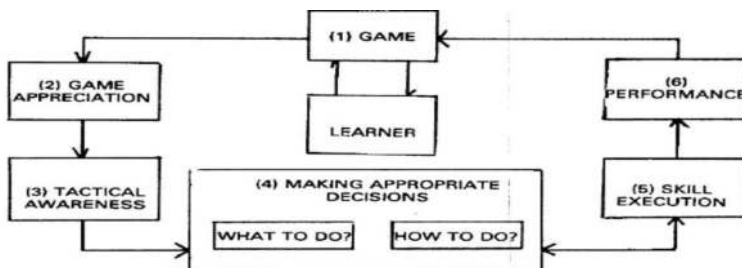 (1) GAME
(2) GAME
APPRECIATION
(6)
PERFORMANCE
LEARNER
(3) TACTICAL
AWARENESS
(4) MAKING APPROPRIATE
DECISIONS
WHAT TO DO?
HOW TO DO?
(5) SKILL
EXECUTION